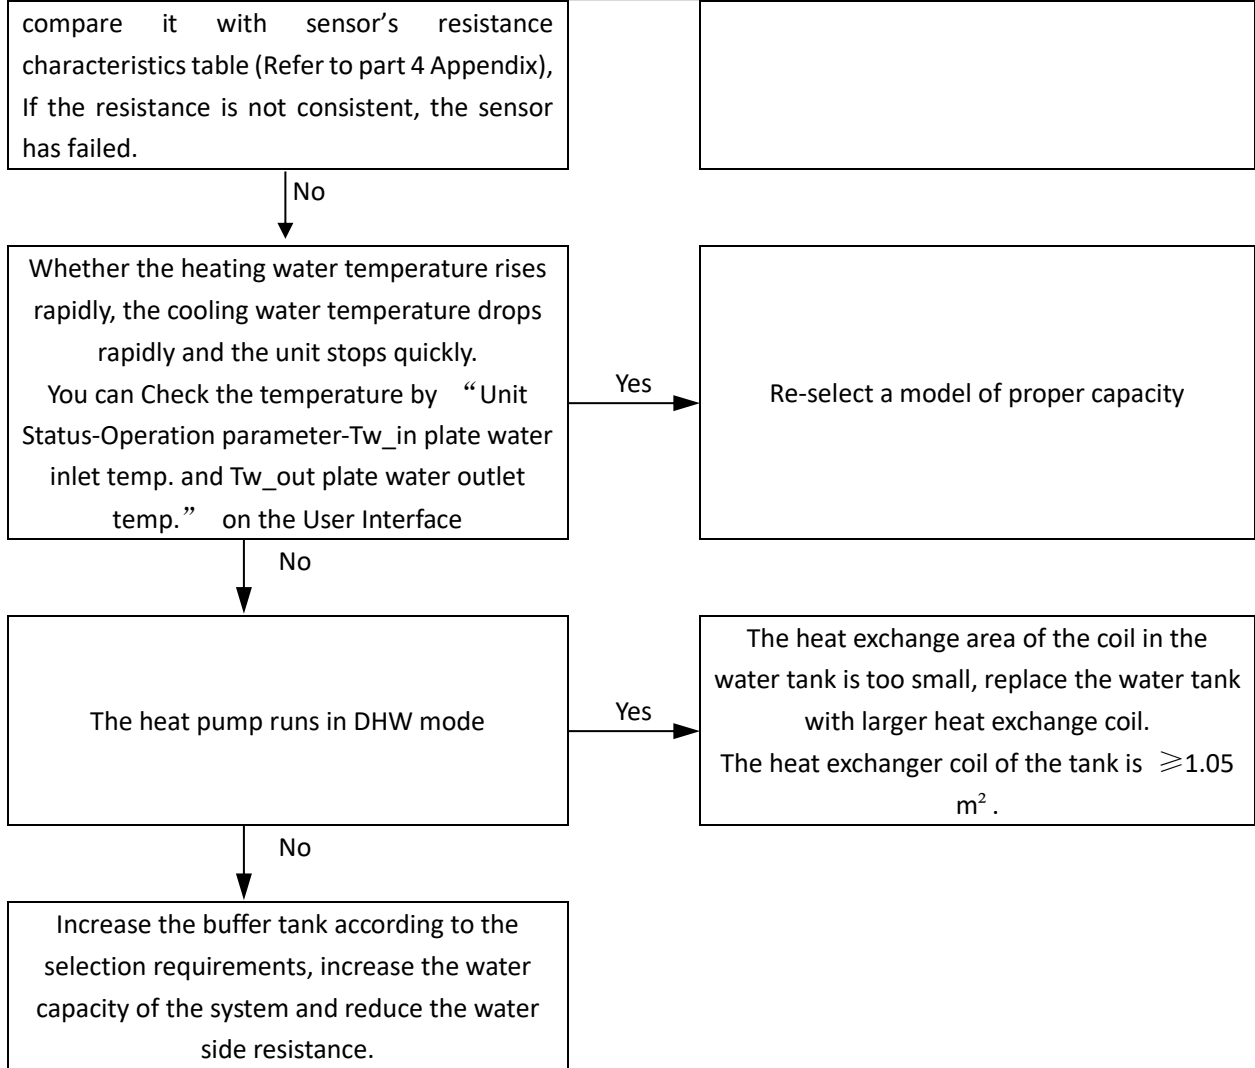 compare it with sensor’s resistance
characteristics table (Refer to part 4 Appendix),
If the resistance is not consistent, the sensor
has failed.
No
Whether the heating water temperature rises
rapidly, the cooling water temperature drops
rapidly and the unit stops quickly.
You can Check the temperature by “Unit
Status-Operation parameter-Tw_in plate water
inlet temp. and Tw_out plate water outlet
temp.” on the User Interface
Yes
Re-select a model of proper capacity
No
The heat pump runs in DHW mode
Yes
The heat exchange area of the coil in the
water tank is too small, replace the water tank
with larger heat exchange coil.
The heat exchanger coil of the tank is ≥1.05
m².
No
Increase the buffer tank according to the
selection requirements, increase the water
capacity of the system and reduce the water
side resistance.